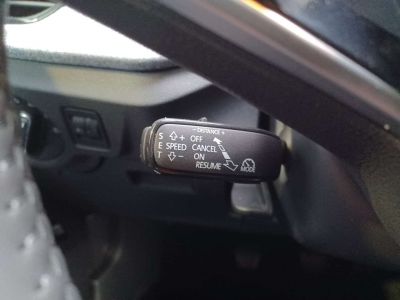 - DISTANCE +
S + OFF
E SPEED CANCEL
T - ON
RESUME
MODE